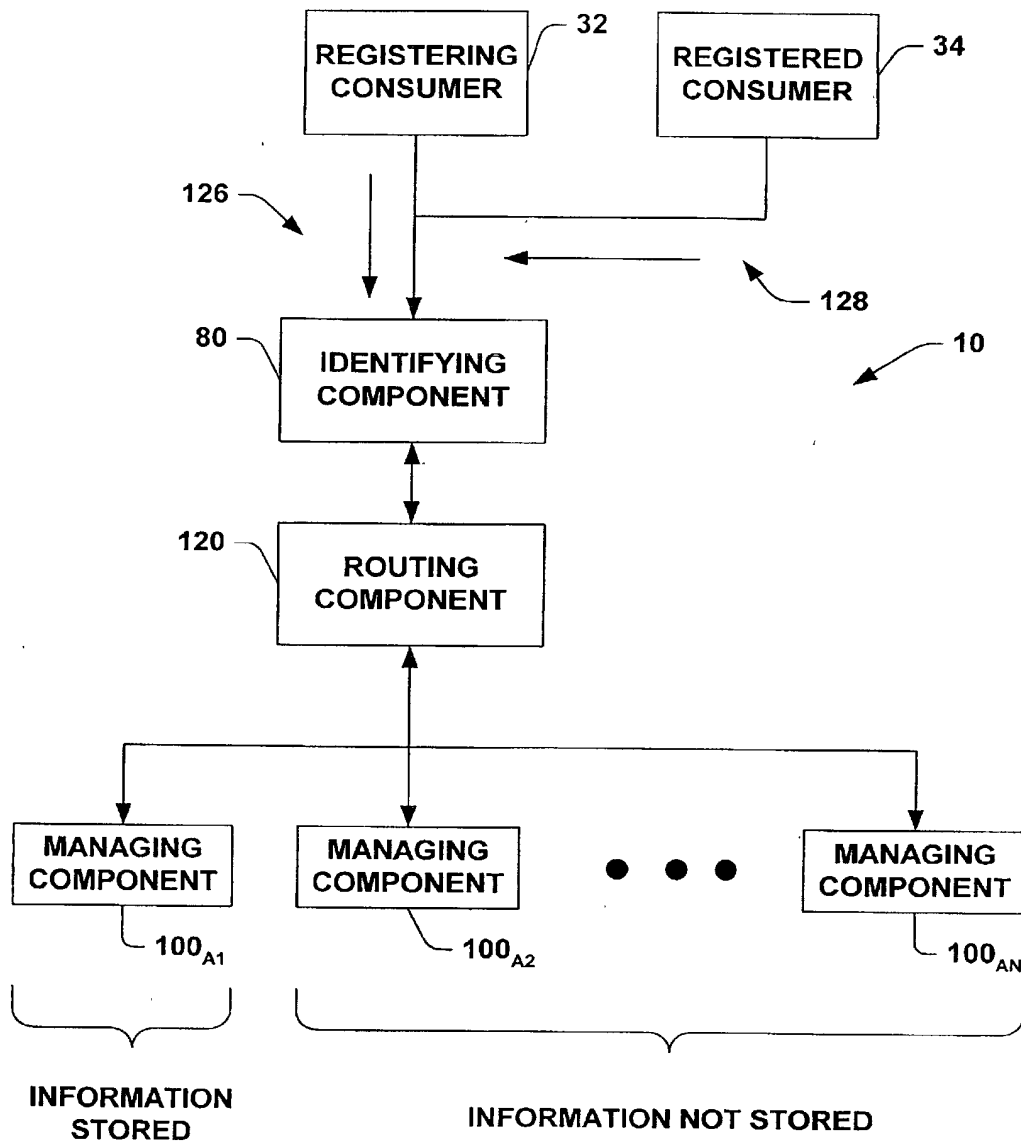 32
34
REGISTERING
CONSUMER
REGISTERED
CONSUMER
126
128
80
10
IDENTIFYING
COMPONENT
120
ROUTING
COMPONENT
MANAGING
COMPONENT
MANAGING
COMPONENT
MANAGING
COMPONENT
100A1
100A2
100AN
INFORMATION
STORED
INFORMATION NOT STORED